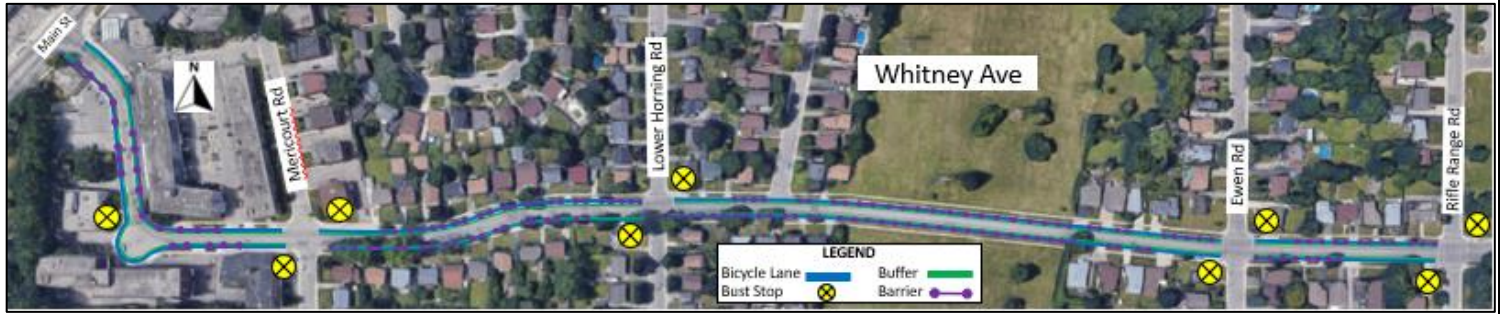 Main St
N
Mericourt Rd
Lower Horning Rd
Whitney Ave
Ewen Rd
Rifle Range Rd
LEGEND
Bicycle Lane
Buffer
Bust Stop
Barrier